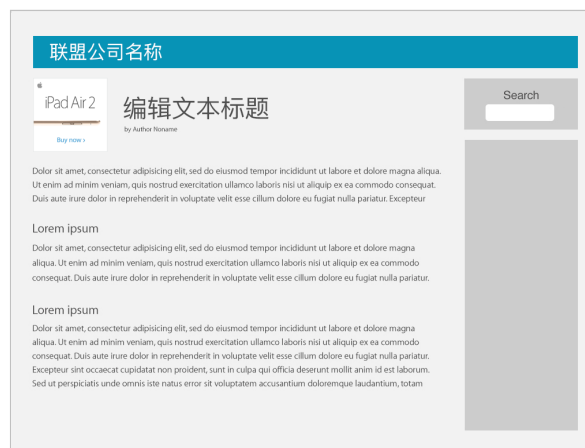 联盟公司名称
iPad Air 2
Buy now ›
编辑文本标题
by Author Noname
Search
Dolor sit amet, consectetur adipisicing elit, sed do eiusmod tempor incididunt ut labore et dolore magna aliqua.
Ut enim ad minim veniam, quis nostrud exercitation ullamco laboris nisi ut aliquip ex ea commodo consequat.
Duis aute irure dolor in reprehenderit in voluptate velit esse cillum dolore eu fugiat nulla pariatur. Excepteur
Lorem ipsum
Dolor sit amet, consectetur adipisicing elit, sed do eiusmod tempor incididunt ut labore et dolore magna
aliqua. Ut enim ad minim veniam, quis nostrud exercitation ullamco laboris nisi ut aliquip ex ea commodo
consequat. Duis aute irure dolor in reprehenderit in voluptate velit esse cillum dolore eu fugiat nulla pariatur.
Lorem ipsum
Dolor sit amet, consectetur adipisicing elit, sed do eiusmod tempor incididunt ut labore et dolore magna
aliqua. Ut enim ad minim veniam, quis nostrud exercitation ullamco laboris nisi ut aliquip ex ea commodo
consequat. Duis aute irure dolor in reprehenderit in voluptate velit esse cillum dolore eu fugiat nulla pariatur.
Excepteur sint occaecat cupidatat non proident, sunt in culpa qui officia deserunt mollit anim id est laborum.
Sed ut perspiciatis unde omnis iste natus error sit voluptatem accusantium doloremque laudantium, totam